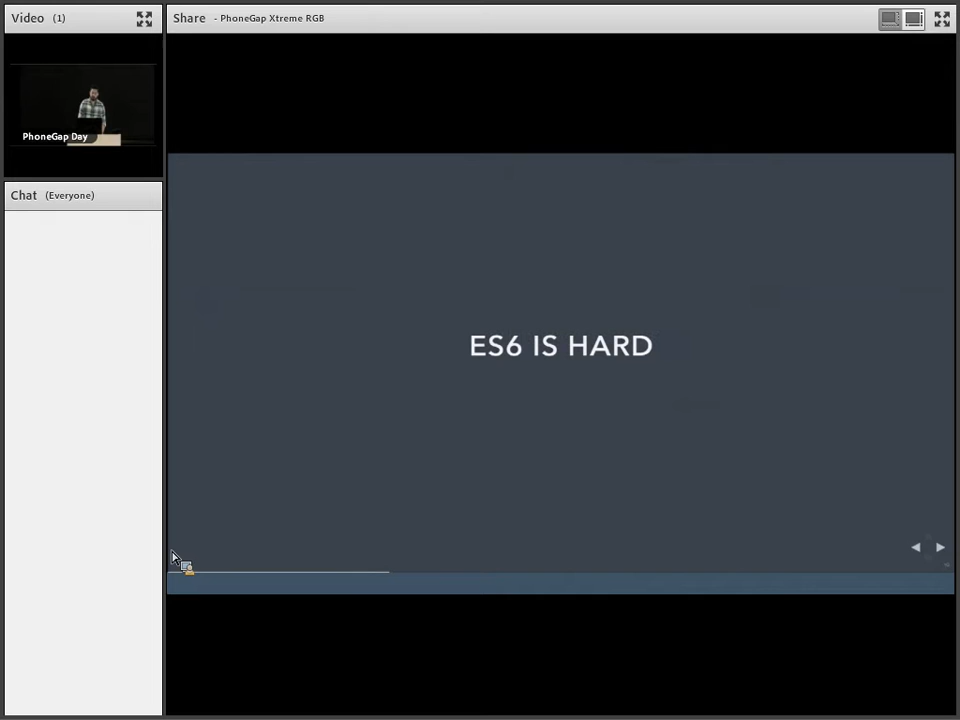 Video (1)
Share - PhoneGap Xtreme RGB
PhoneGap Day
Chat (Everyone)
ES6 IS HARD